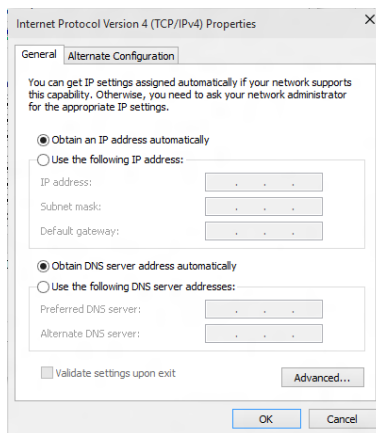 Internet Protocol Version 4 (TCP/IPv4) Properties
General
Alternate Configuration
You can get IP settings assigned automatically if your network supports
this capability. Otherwise, you need to ask your network administrator
for the appropriate IP settings.
Obtain an IP address automatically
Use the following IP address:
IP address:
Subnet mask:
Default gateway:
Obtain DNS server address automatically
Use the following DNS server addresses:
Preferred DNS server:
Alternate DNS server:
Validate settings upon exit
Advanced...
OK
Cancel